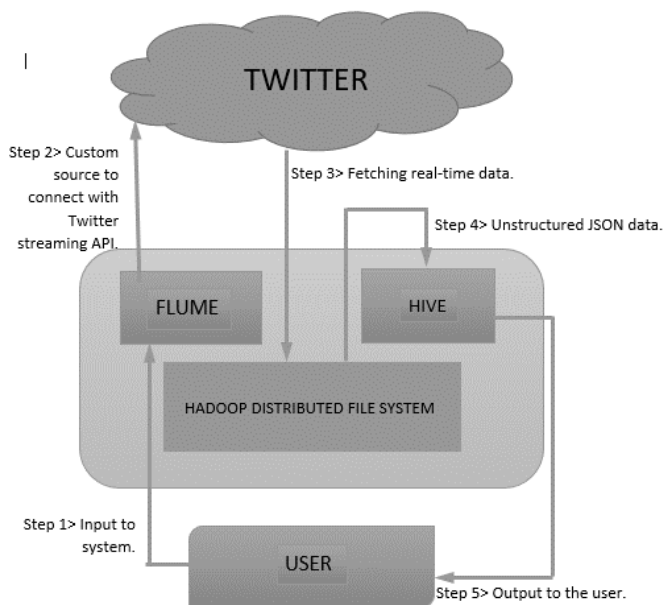 TWITTER
Step 2> Custom
source to
connect with
Twitter
streaming API.
Step 3> Fetching real-time data.
Step 4> Unstructured JSON data.
FLUME
HIVE
HADOOP DISTRIBUTED FILE SYSTEM
Step 1> Input to
system.
USER
Step 5> Output to the user.